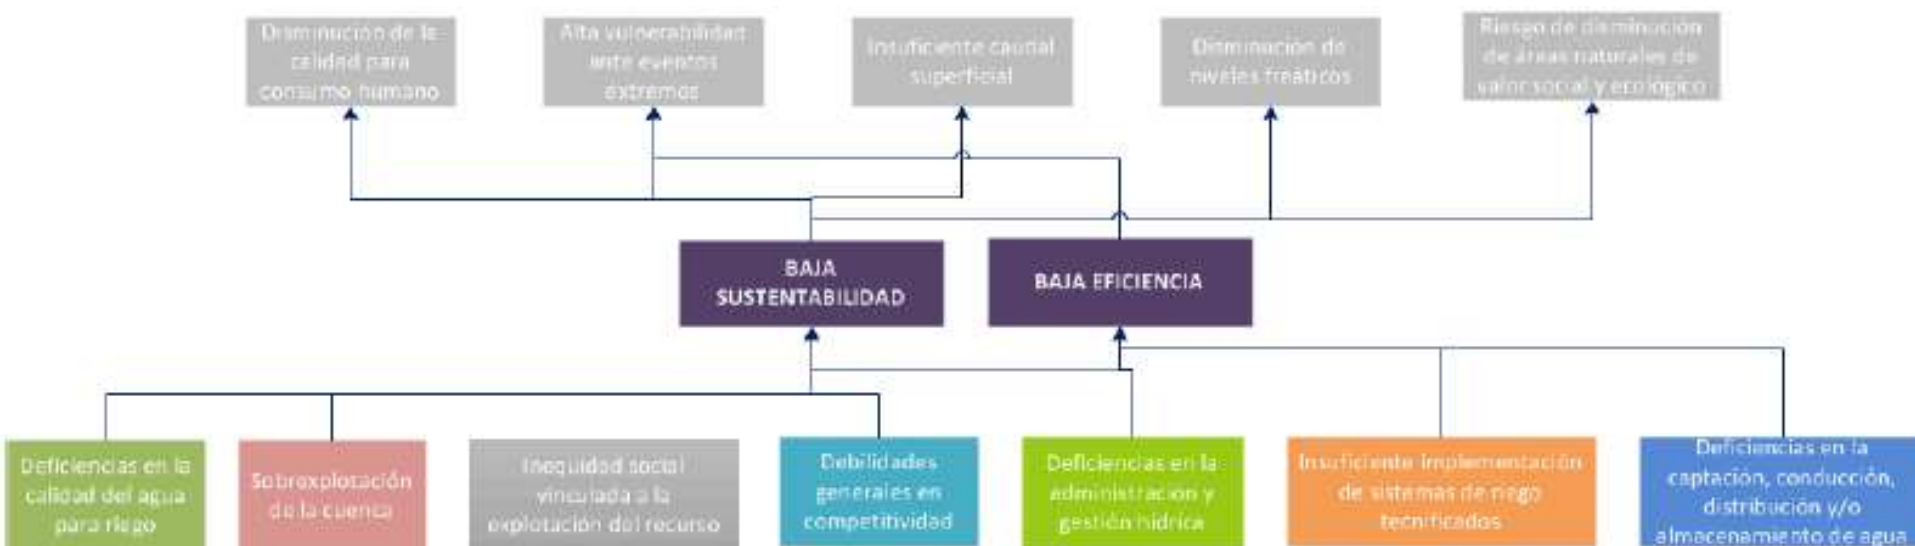 Disminución de la
calidad para
consumo humano
Alta vulnerabilidad
ante eventos
extremos
Insuficiente caudal
superficial
Disminución de
niveles freáticos
Riesgo de disminución
de áreas naturales de
valor social y ecológico
BAJA
SUSTENTABILIDAD
BAJA EFICIENCIA
Deficiencias en la
calidad del agua
para riego
Sobrexplotación
de la cuenca
Inequidad social
vinculada a la
explotación del recurso
Debilidades
generales en
competitividad
Deficiencias en la
administración y
gestión hídrica
Insuficiente implementación
de sistemas de riego
tecnificados
Deficiencias en la
captación, conducción,
distribución y/o
almacenamiento de agua